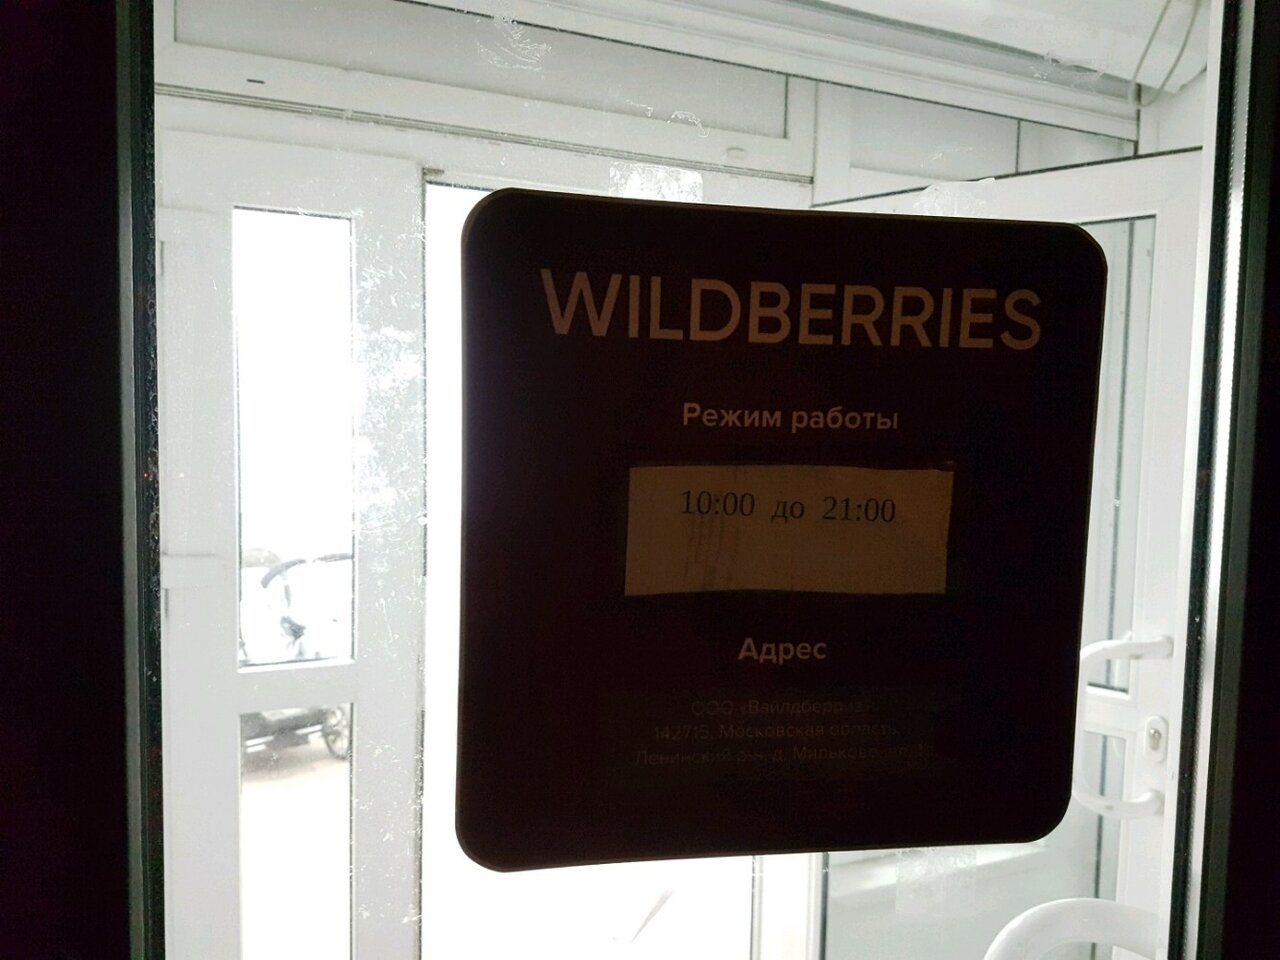 WILDBERRIES
Режим работы
10:00 до 21:00
Адрес
ООО «Вайлдберриз»
142715, Московская область,
Ленинский р-н, д. Мильково,